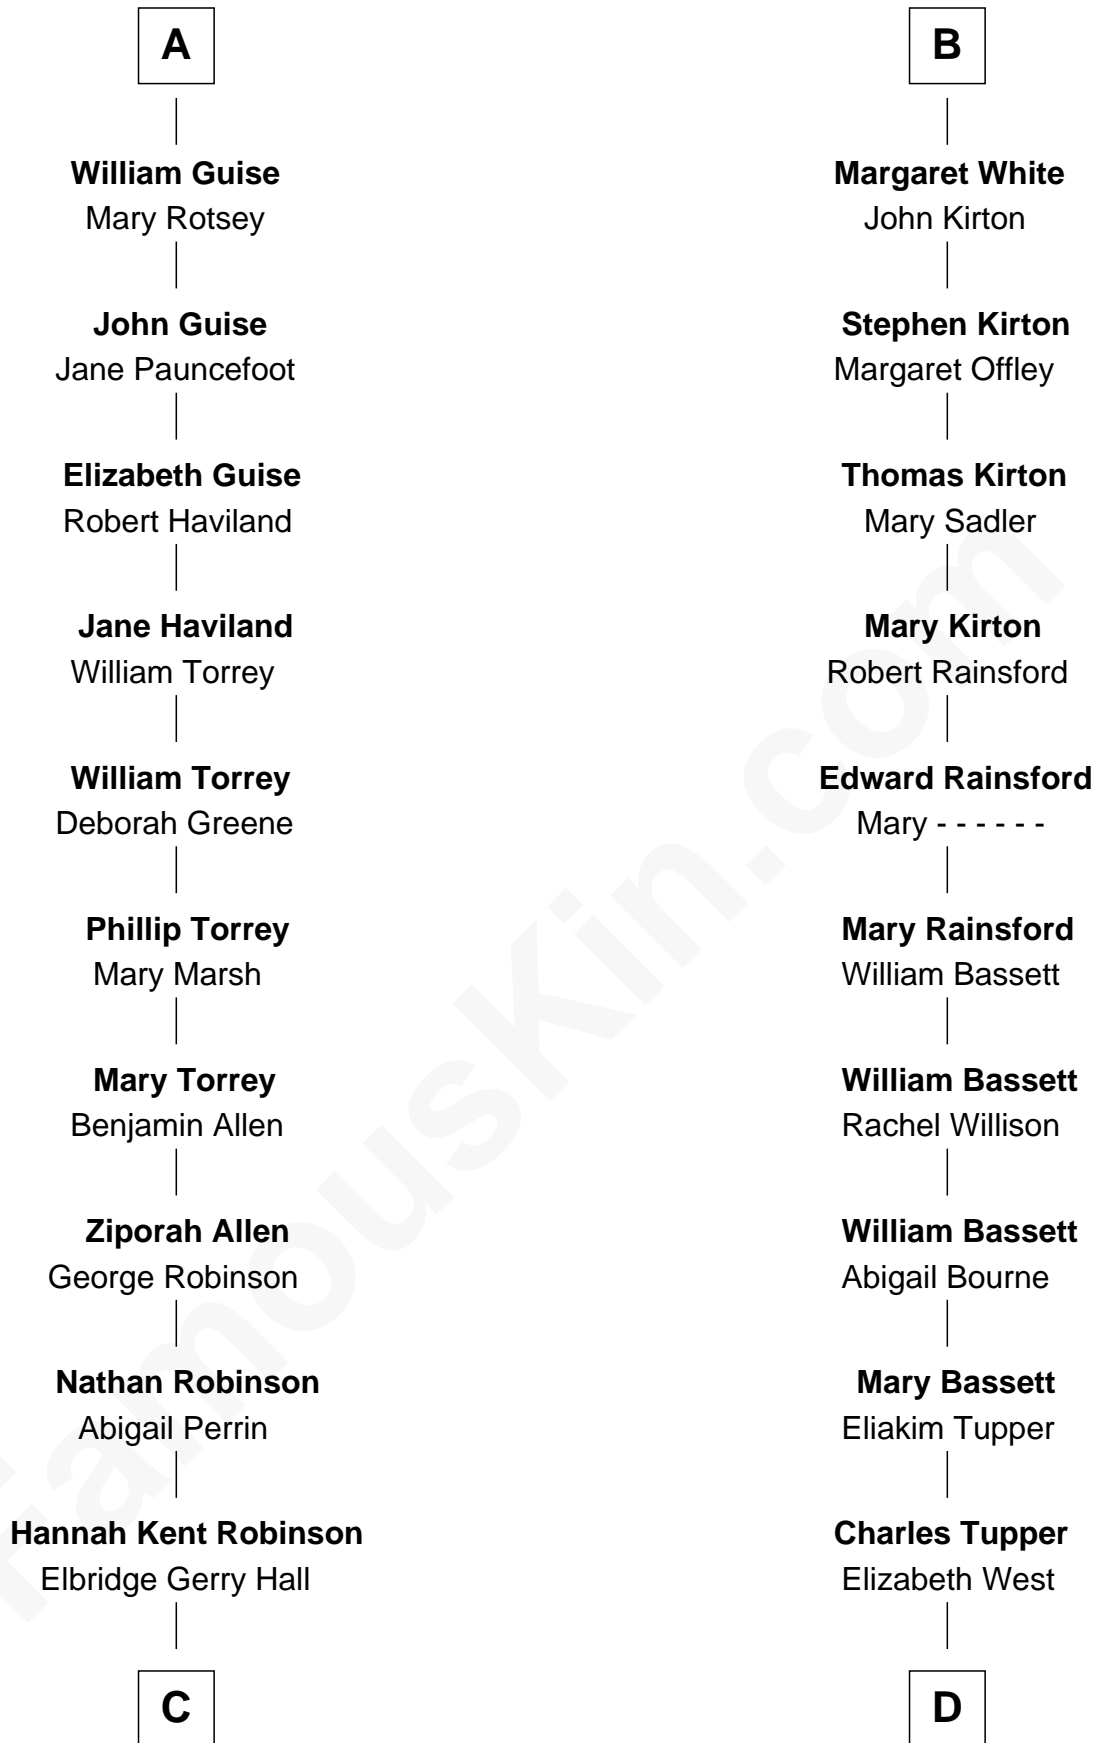 A
William Guise
Mary Rotsey
John Guise
Jane Pauncefoot
Elizabeth Guise
Robert Haviland
Jane Haviland
William Torrey
William Torrey
Deborah Greene
Phillip Torrey
Mary Marsh
Mary Torrey
Benjamin Allen
Ziporah Allen
George Robinson
Nathan Robinson
Abigail Perrin
Hannah Kent Robinson
Elbridge Gerry Hall
C
B
Margaret White
John Kirton
Stephen Kirton
Margaret Offley
Thomas Kirton
Mary Sadler
Mary Kirton
Robert Rainsford
Edward Rainsford
Mary - - - - - -
Mary Rainsford
William Bassett
William Bassett
Rachel Willison
William Bassett
Abigail Bourne
Mary Bassett
Eliakim Tupper
Charles Tupper
Elizabeth West
D
famouskin.com